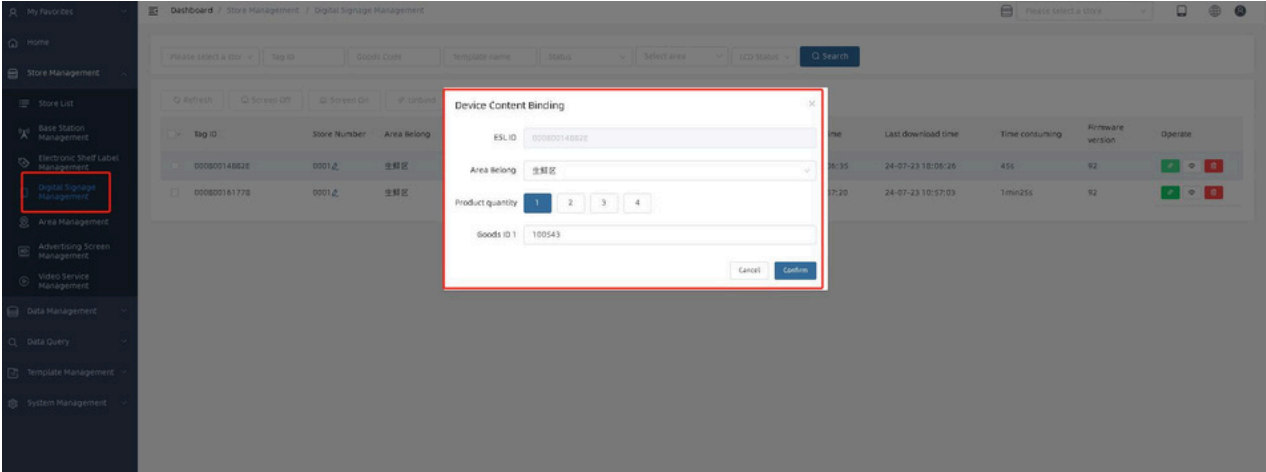 My Favorites
Dashboard / Store Management / Digital Signage Management
Please select a store
Home
Store Management
Please select a stor
Tag ID
Goods Code
Template name
Status
Select area
LCD Status
Search
Store List
Refresh
Screen Off
Screen On
Unbind
Base Station Management
Tag ID
Store Number
Area Belong
Last download time
Time consuming
Firmware version
Operate
Electronic Shelf Label Management
0001
生鲜区
24-07-23 18:06:26
45s
92
Digital Signage Management
0001
生鲜区
24-07-23 10:57:03
1min25s
92
Area Management
Advertising Screen Management
Video Service Management
Data Management
Data Query
Template Management
System Management
Device Content Binding
ESL ID
Area Belong
生鲜区
Product quantity
1
2
3
4
Goods ID 1
100543
Cancel
Confirm